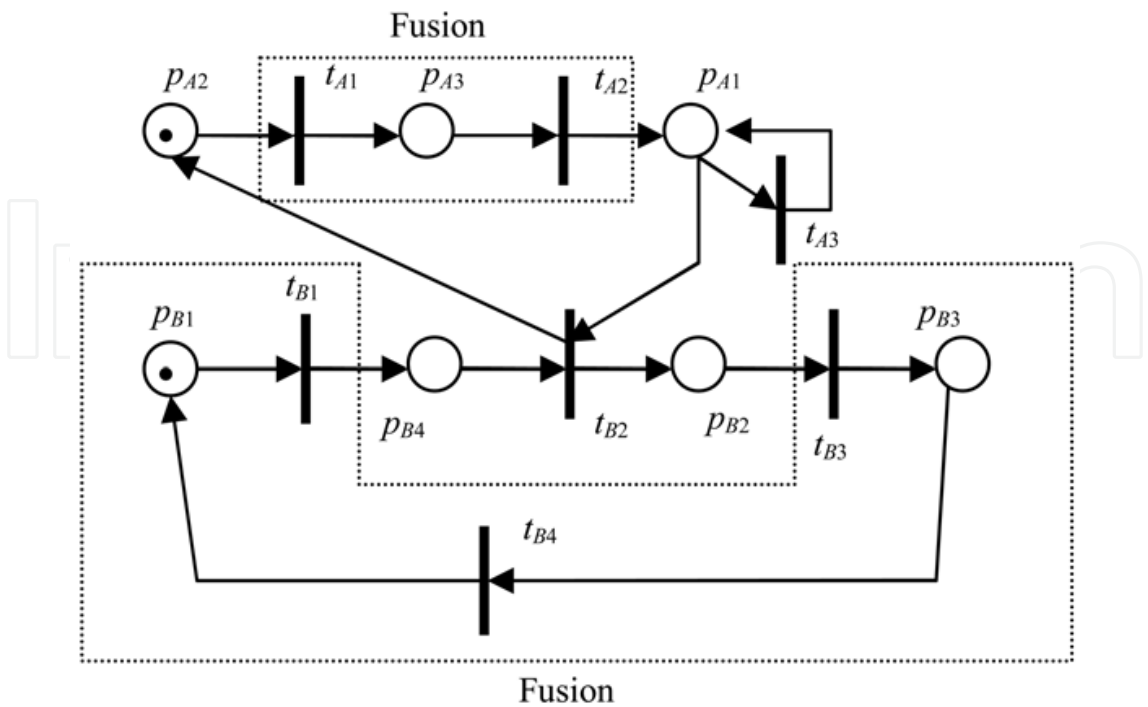 Fusion
pA2
tA1
pA3
tA2
pA1
tA3
tB1
pB1
pB3
pB4
tB2
pB2
tB3
tB4
Fusion